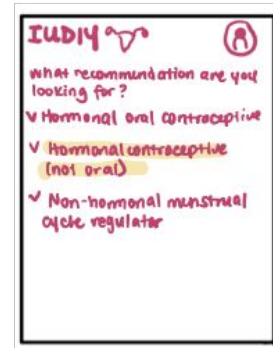 IUDIY
what recommendation are you
looking for?
Hormonal oral contraceptive
Hormonal contraceptive
(not oral)
Non-hormonal menstrual
cycle regulator